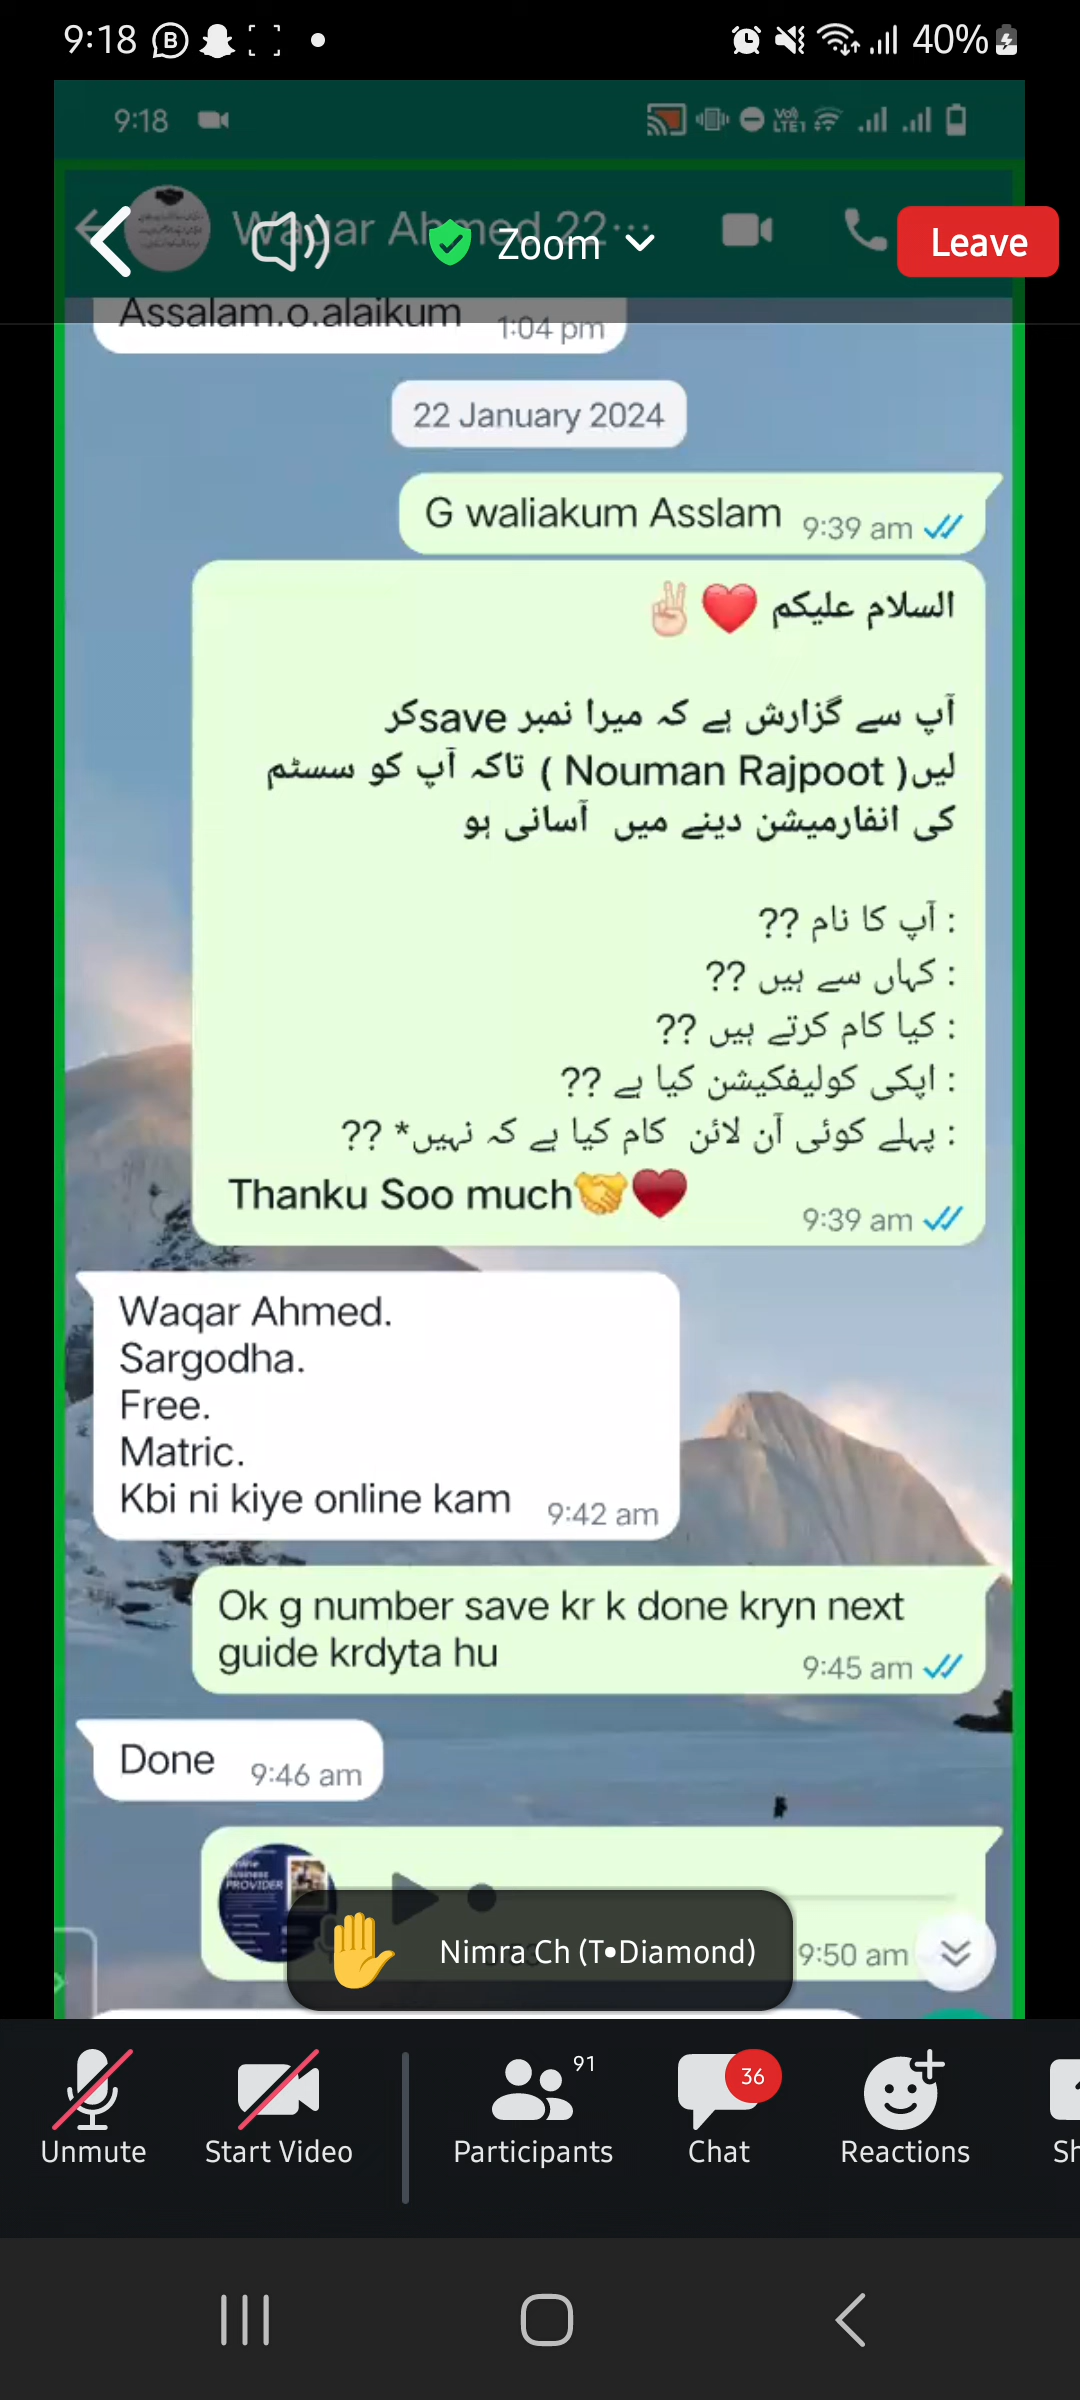 9:18
40%
9:18
Waqar Ahmed 22...
Zoom
Leave
Assalam.o.alaikum 1:04 pm
22 January 2024
G waliakum Asslam 9:39 am
السلام علیکم ❤️✌🏻
آپ سے گزارش ہے کہ میرا نمبر saveکر
لیں( Nouman Rajpoot ) تاکہ آپ کو سسٹم
کی انفارمیشن دینے میں آسانی ہو
: آپ کا نام ??
: کہاں سے ہیں ??
: کیا کام کرتے ہیں ??
: اپکی کولیفکیشن کیا ہے ??
: پہلے کوئی آن لائن کام کیا ہے کہ نہیں* ??
Thanku Soo much🤝❤️
9:39 am
Waqar Ahmed.
Sargodha.
Free.
Matric.
Kbi ni kiye online kam 9:42 am
Ok g number save kr k done kryn next
guide krdyta hu 9:45 am
Done 9:46 am
PROVIDER
Nimra Ch (T•Diamond)
9:50 am
91
36
Unmute
Start Video
Participants
Chat
Reactions